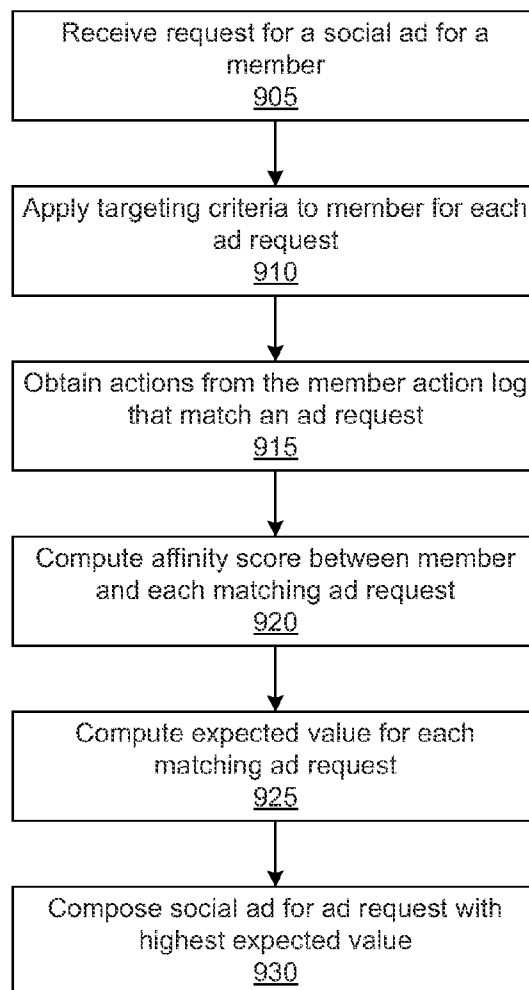 Receive request for a social ad for a
member
905
Apply targeting criteria to member for each
ad request
910
Obtain actions from the member action log
that match an ad request
915
Compute affinity score between member
and each matching ad request
920
Compute expected value for each
matching ad request
925
Compose social ad for ad request with
highest expected value
930